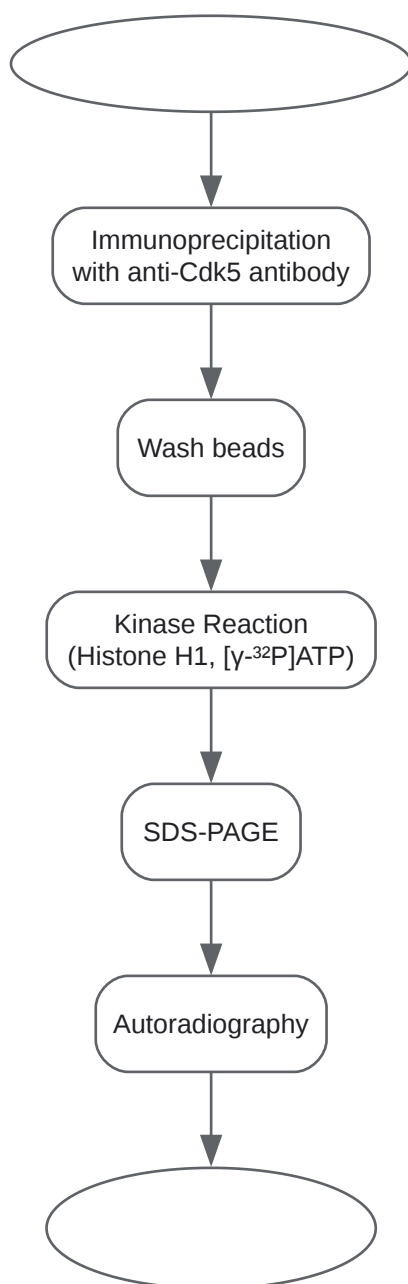 Immunoprecipitation
with anti-Cdk5 antibody
Wash beads
Kinase Reaction
(Histone H1, [γ-³²P]ATP)
SDS-PAGE
Autoradiography